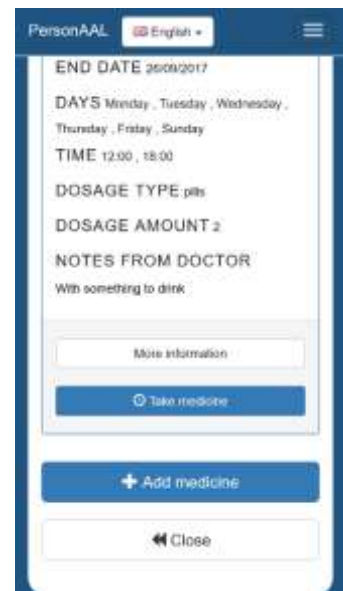 PersonAAL English
END DATE 26/09/2017
DAYS Monday , Tuesday , Wednesday ,
Thursday , Friday , Sunday
TIME 12:00 , 18:00
DOSAGE TYPE pills
DOSAGE AMOUNT 2
NOTES FROM DOCTOR
With something to drink
More information
Take medicine
Add medicine
Close